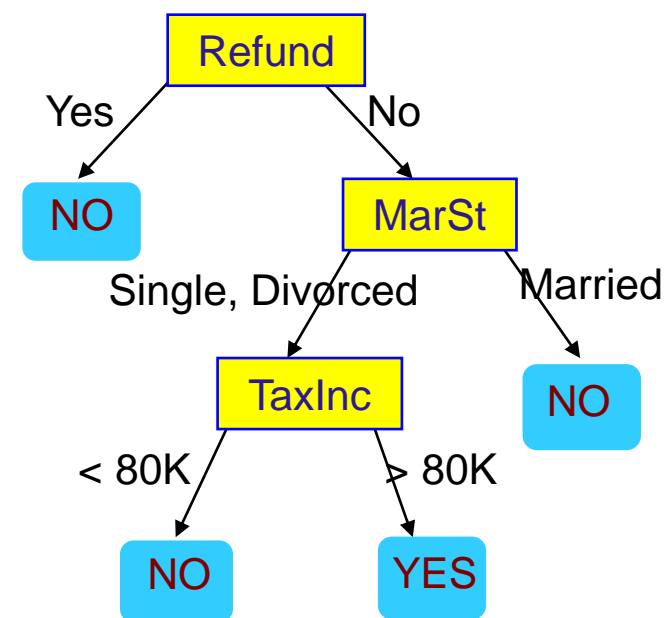 Refund
Yes
No
NO
MarSt
Single, Divorced
Married
TaxInc
NO
< 80K
> 80K
NO
YES